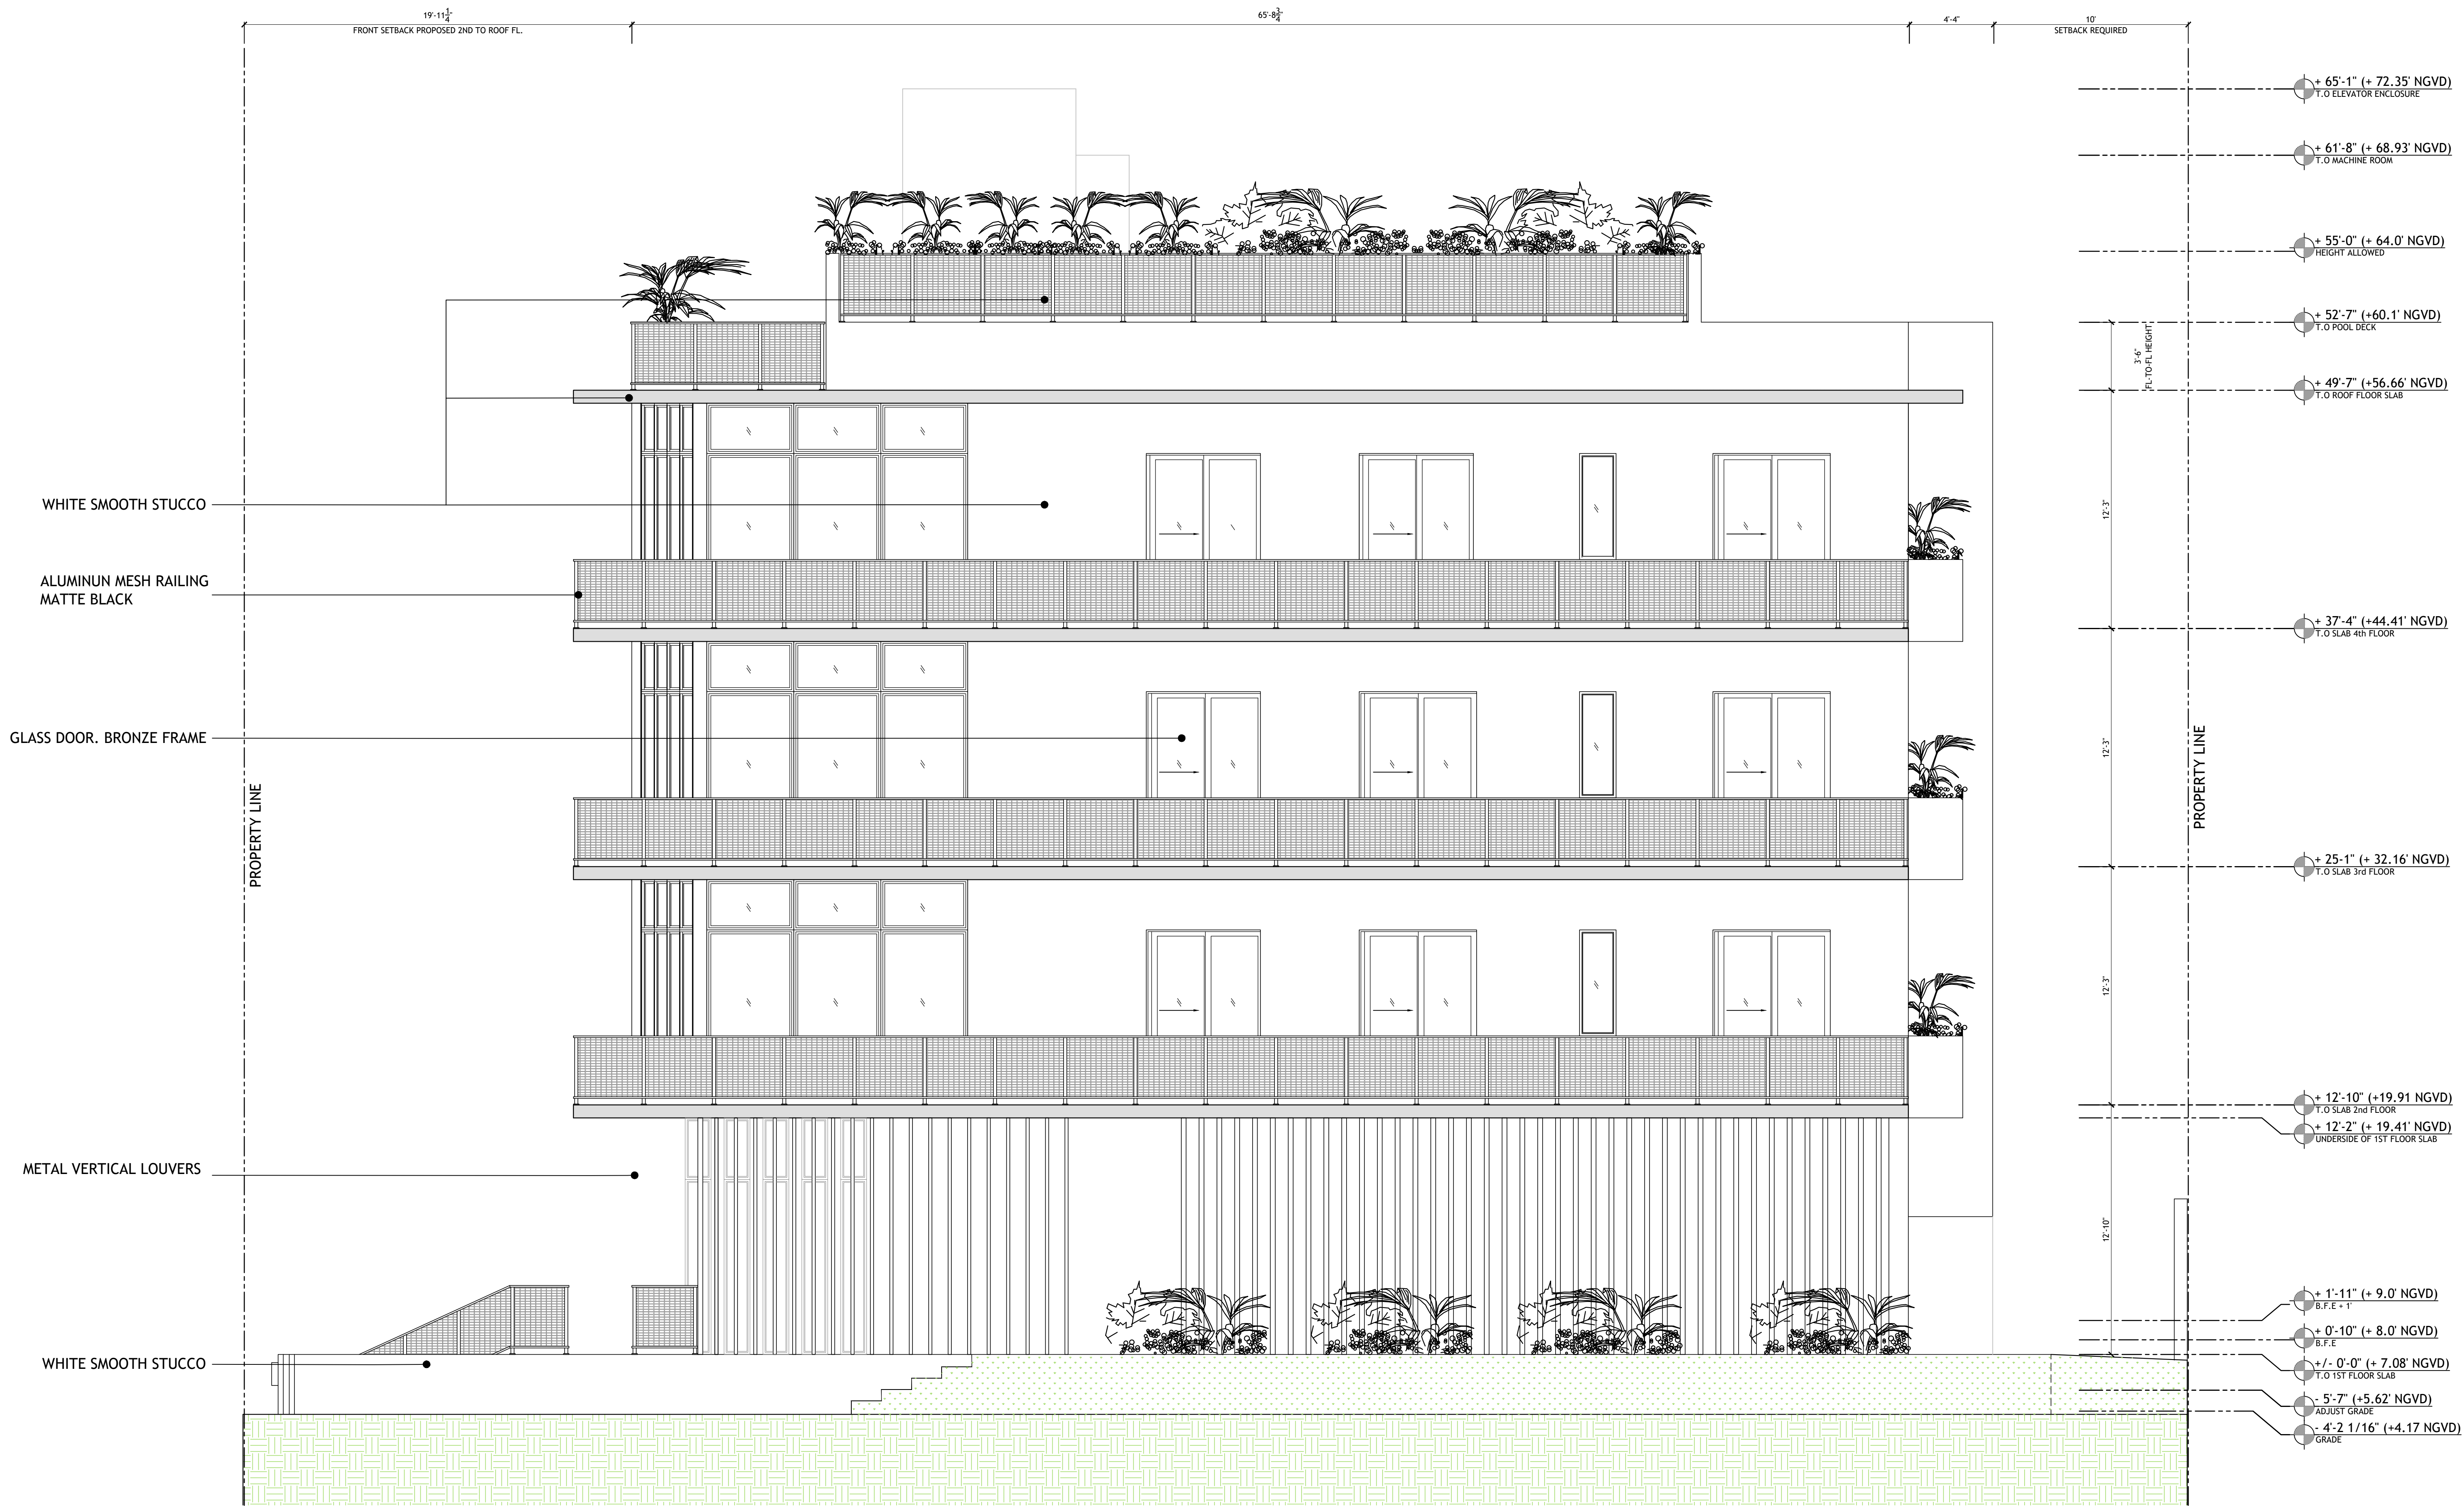 19'-11 1/4"
65'-8 3/4"
4'-4"
10'
FRONT SETBACK PROPOSED 2ND TO ROOF FL.
SETBACK REQUIRED
+ 65'-1" (+ 72.35' NGVD)
T.O ELEVATOR ENCLOSURE
+ 61'-8" (+ 68.93' NGVD)
T.O MACHINE ROOM
+ 55'-0" (+ 64.0' NGVD)
HEIGHT ALLOWED
+ 52'-7" (+60.1' NGVD)
T.O POOL DECK
3'-6"
FL-TO-FL HEIGHT
+ 49'-7" (+56.66' NGVD)
T.O ROOF FLOOR SLAB
WHITE SMOOTH STUCCO
12'-3"
ALUMINUN MESH RAILING
MATTE BLACK
+ 37'-4" (+44.41' NGVD)
T.O SLAB 4th FLOOR
GLASS DOOR. BRONZE FRAME
12'-3"
PROPERTY LINE
PROPERTY LINE
+ 25-1" (+ 32.16' NGVD)
T.O SLAB 3rd FLOOR
12'-3"
+ 12'-10" (+19.91 NGVD)
T.O SLAB 2nd FLOOR
+ 12'-2" (+ 19.41' NGVD)
UNDERSIDE OF 1ST FLOOR SLAB
METAL VERTICAL LOUVERS
12'-10"
+ 1'-11" (+ 9.0' NGVD)
B.F.E + 1'
+ 0'-10" (+ 8.0' NGVD)
B.F.E
WHITE SMOOTH STUCCO
+/- 0'-0" (+ 7.08' NGVD)
T.O 1ST FLOOR SLAB
- 5'-7" (+5.62' NGVD)
ADJUST GRADE
- 4'-2 1/16" (+4.17 NGVD)
GRADE